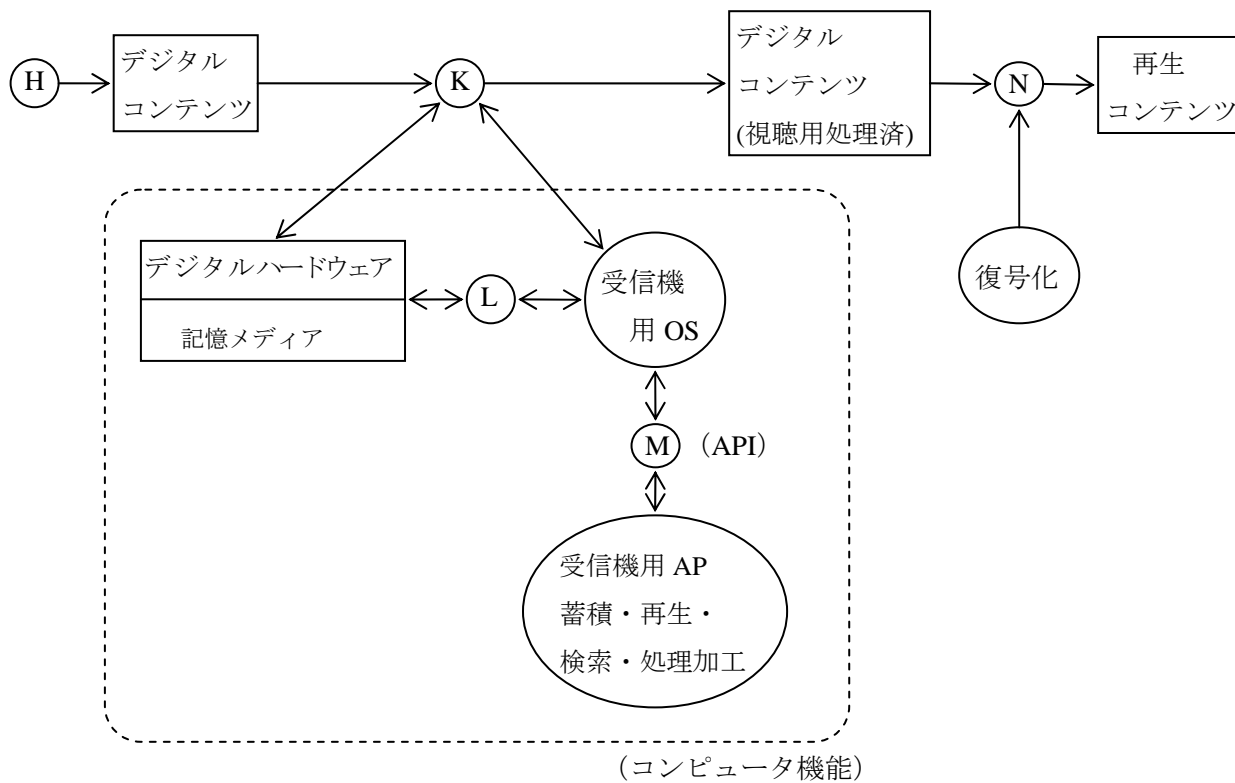 H
デジタル
コンテンツ
K
デジタル
コンテンツ
(視聴用処理済)
N
再生
コンテンツ
デジタルハードウェア
記憶メディア
L
受信機
用 OS
復号化
M
（API）
受信機用 AP
蓄積・再生・
検索・処理加工
（コンピュータ機能）